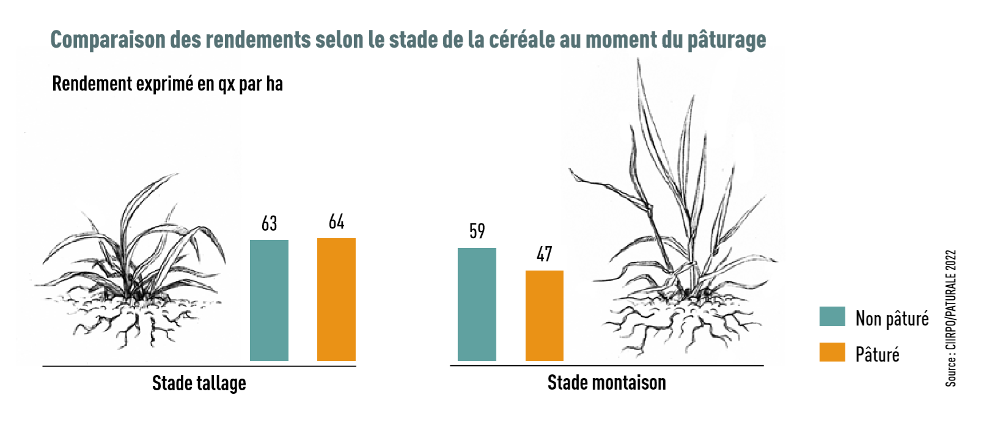 Comparaison des rendements selon le stade de la céréale au moment du pâturage
Rendement exprimé en qx par ha
63
64
59
47
Stade tallage
Stade montaison
Non pâturé
Pâturé
Source : CIIRPO/PATURALE 2022